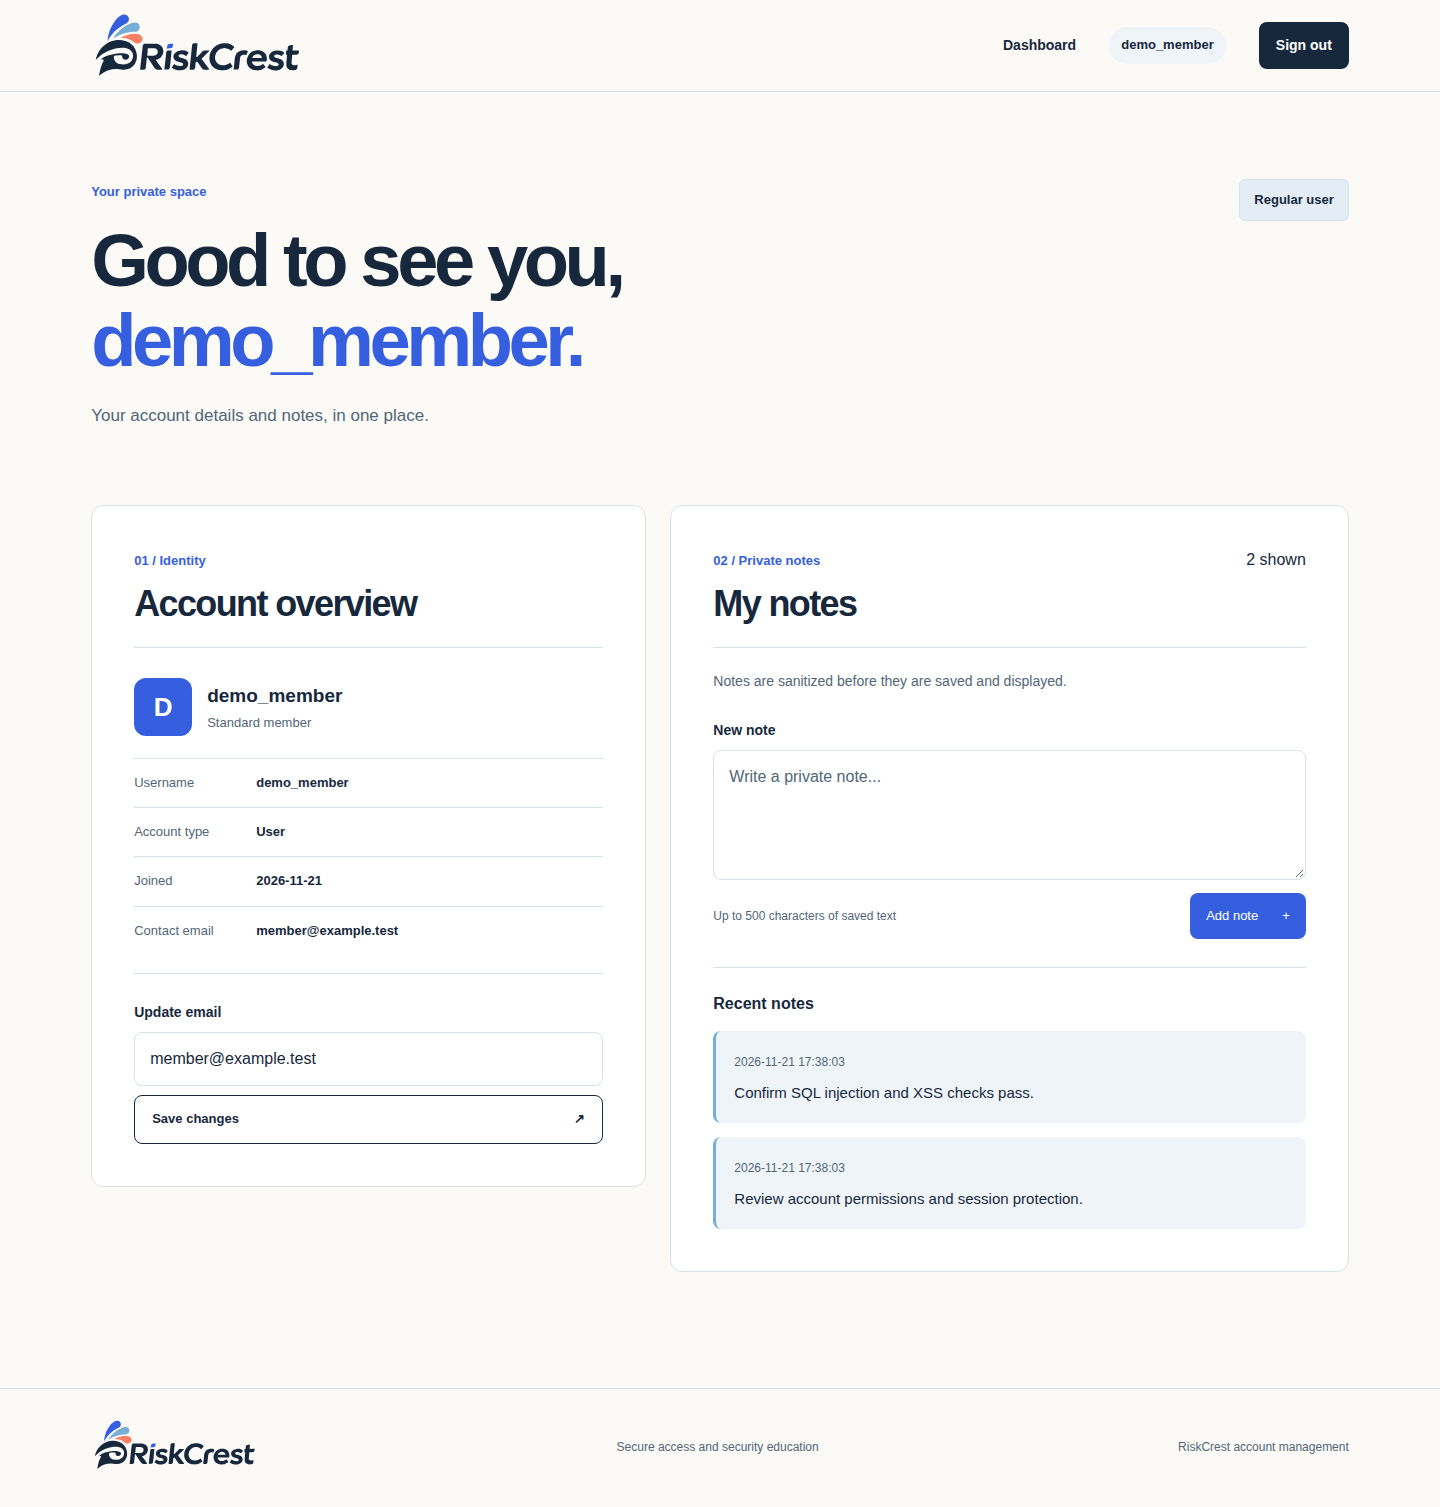 RiskCrest
Dashboard
demo_member
Sign out
Your private space
Regular user
Good to see you,
demo_member.
Your account details and notes, in one place.
01 / Identity
Account overview
D
demo_member
Standard member
Username demo_member
Account type User
Joined 2026-11-21
Contact email member@example.test
Update email
member@example.test
Save changes ↗
02 / Private notes
2 shown
My notes
Notes are sanitized before they are saved and displayed.
New note
Write a private note...
Up to 500 characters of saved text
Add note +
Recent notes
2026-11-21 17:38:03
Confirm SQL injection and XSS checks pass.
2026-11-21 17:38:03
Review account permissions and session protection.
RiskCrest
Secure access and security education
RiskCrest account management